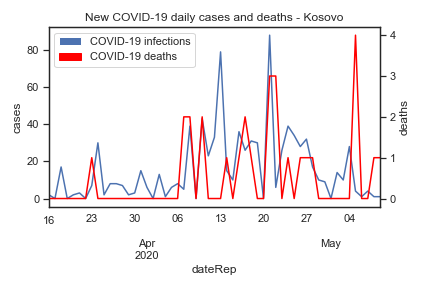 New COVID-19 daily cases and deaths - Kosovo
COVID-19 infections
COVID-19 deaths
cases
80
60
40
20
0
deaths
4
3
2
1
0
16 23 30 06 13 20 27 04
Apr May
2020
dateRep